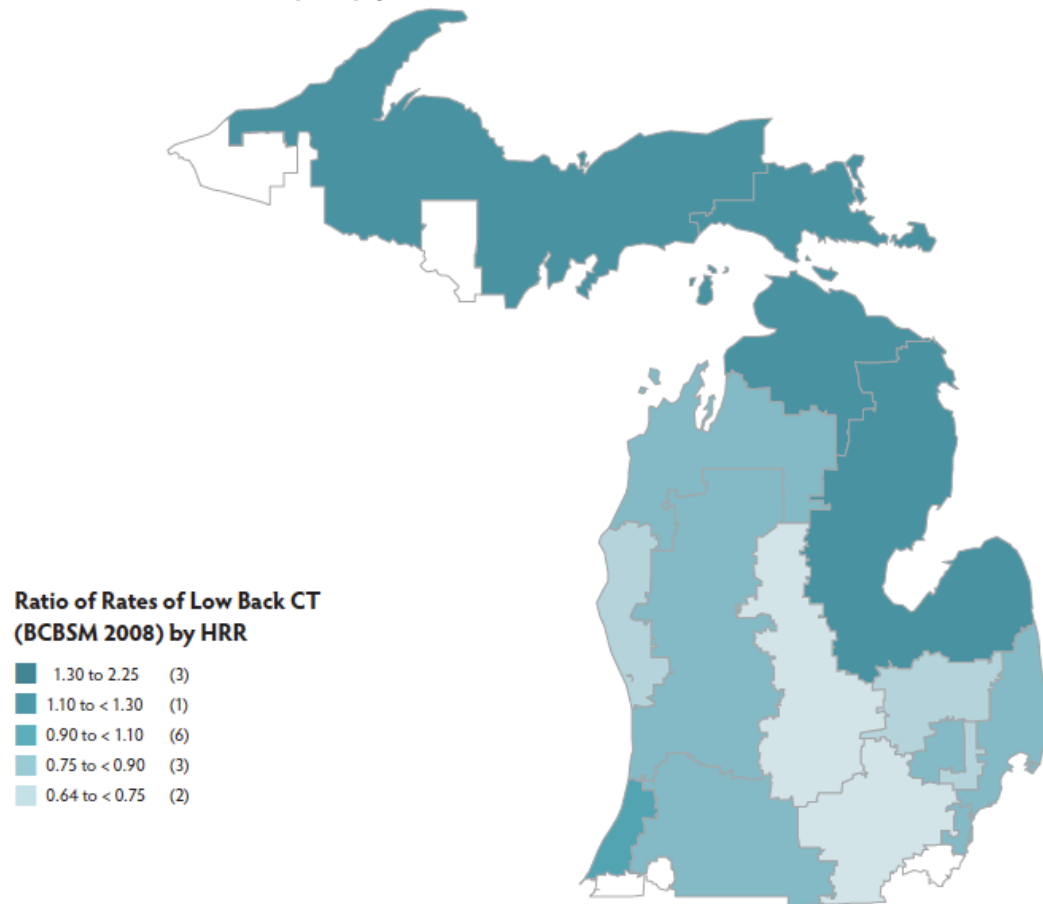 Ratio of Rates of Low Back CT
(BCBSM 2008) by HRR
1.30 to 2.25 (3)
1.10 to < 1.30 (1)
0.90 to < 1.10 (6)
0.75 to < 0.90 (3)
0.64 to < 0.75 (2)